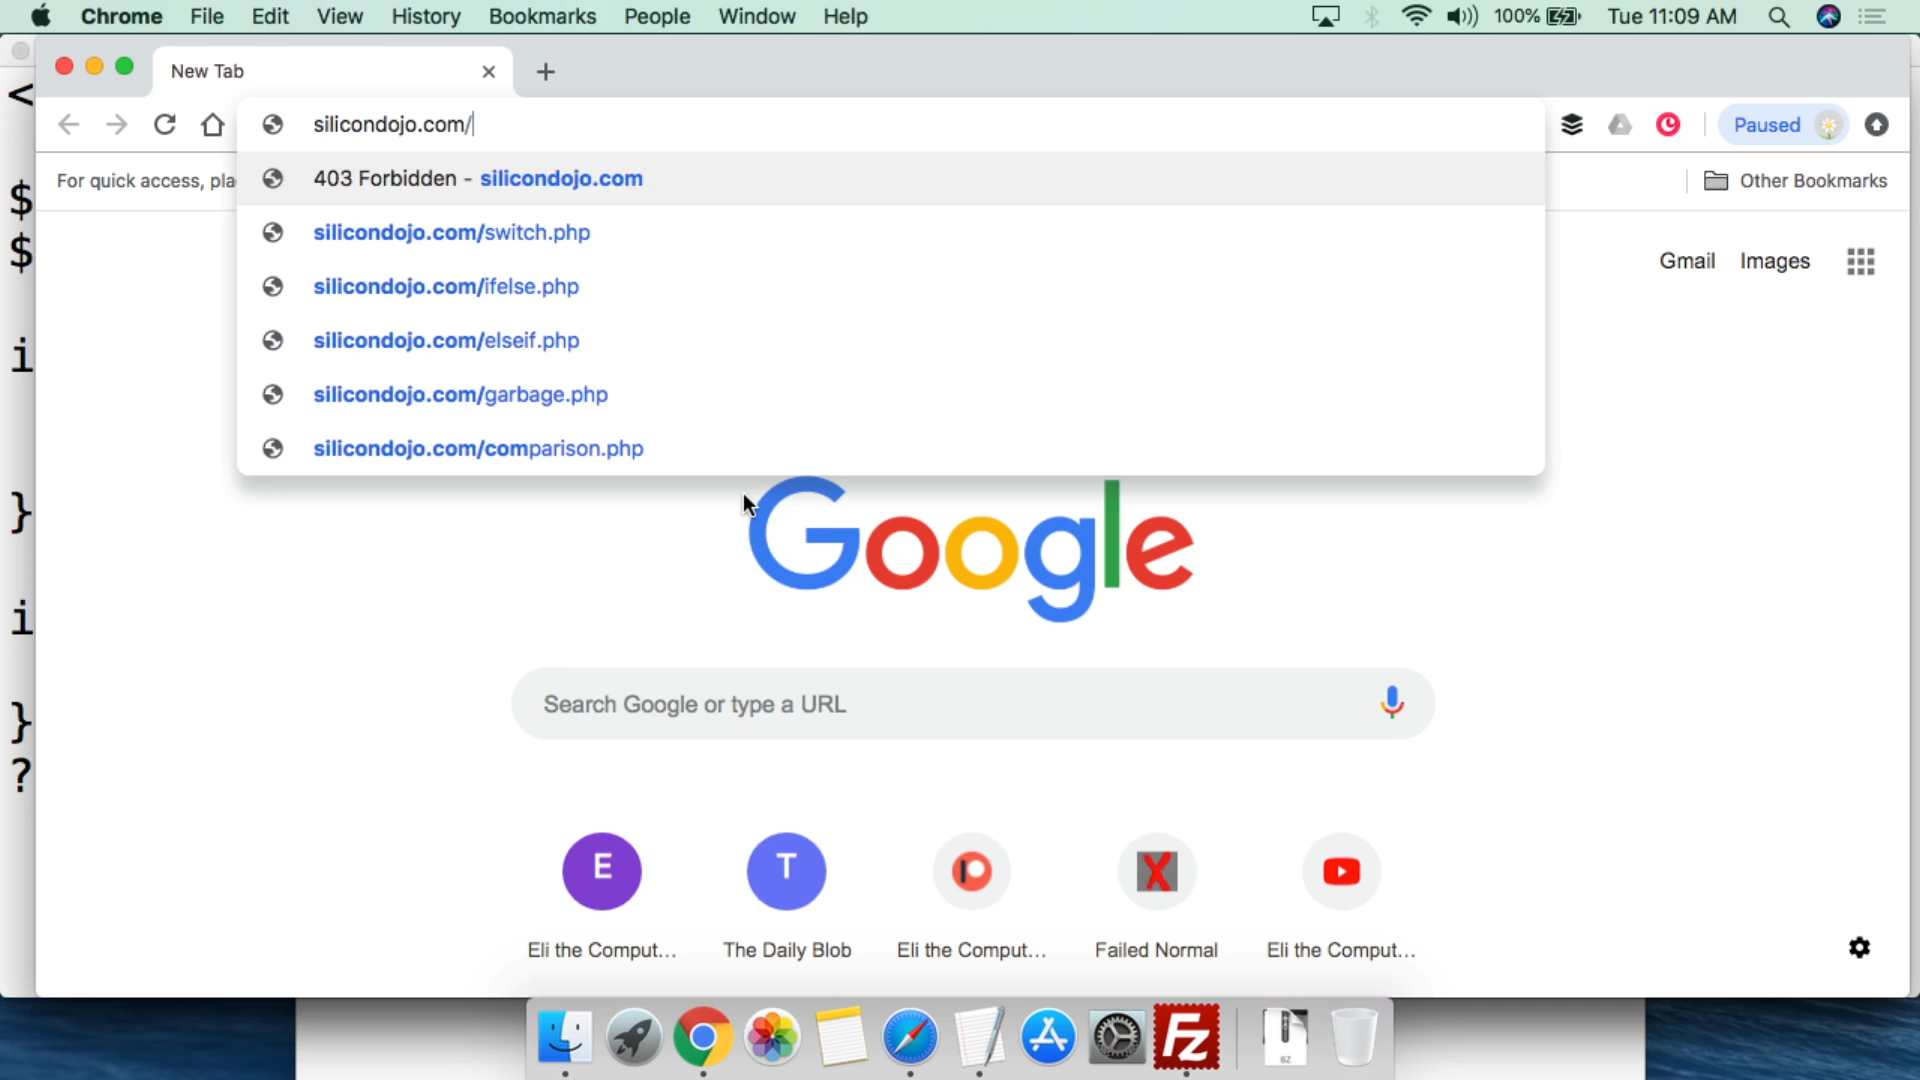 Chrome File Edit View History Bookmarks People Window Help 100% Tue 11:09 AM
New Tab
silicondojo.com/
Paused
For quick access, pla
Other Bookmarks
403 Forbidden - silicondojo.com
silicondojo.com/switch.php
silicondojo.com/ifelse.php
silicondojo.com/elseif.php
silicondojo.com/garbage.php
silicondojo.com/comparison.php
Gmail Images
<
$
$
i
}
i
}
?
Google
Search Google or type a URL
E T
Eli the Comput... The Daily Blob Eli the Comput... Failed Normal Eli the Comput...
Fz
BZ